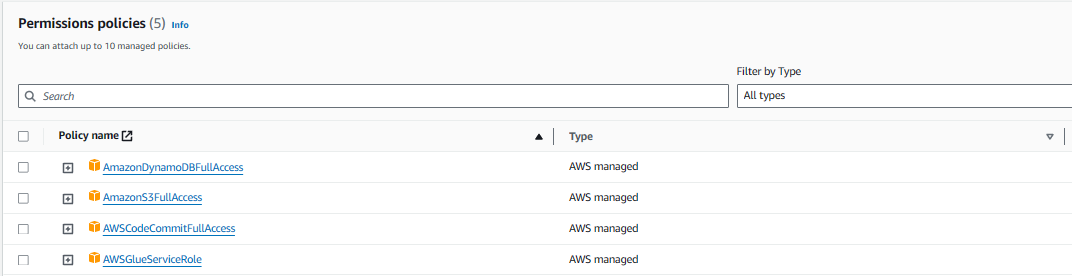 Permissions policies (5) Info
You can attach up to 10 managed policies.
Filter by Type
Search
All types
Policy name
Type
AmazonDynamoDBFullAccess
AWS managed
AmazonS3FullAccess
AWS managed
AWSCodeCommitFullAccess
AWS managed
AWSGlueServiceRole
AWS managed